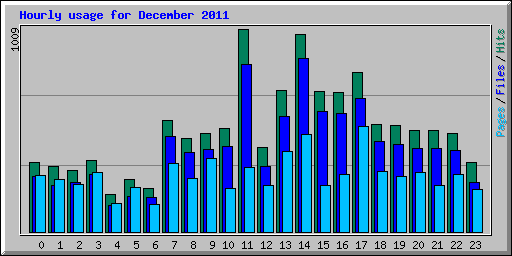 Hourly usage for December 2011
1009
Pages/Files/Hits
0 1 2 3 4 5 6 7 8 9 10 11 12 13 14 15 16 17 18 19 20 21 22 23